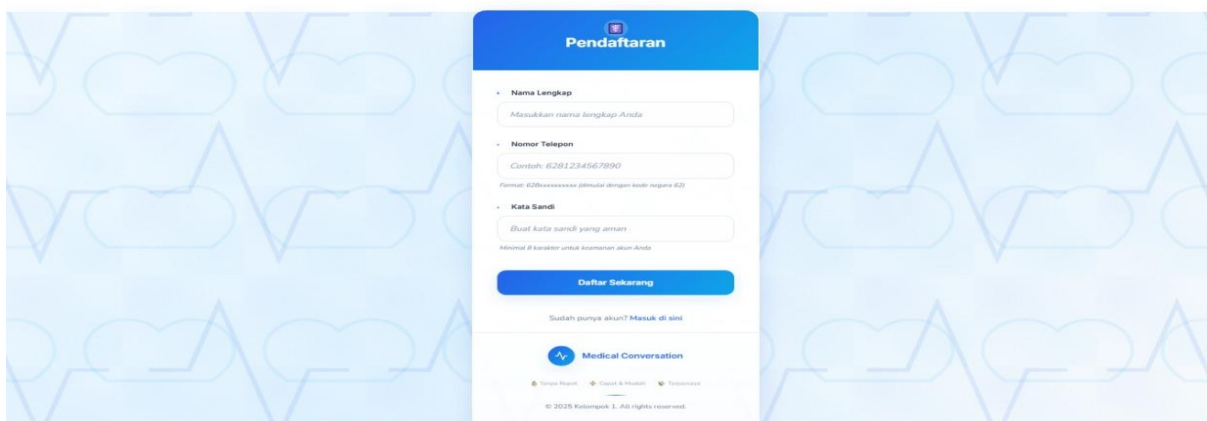 Pendaftaran
Nama Lengkap
Masukkan nama lengkap Anda
Nomor Telepon
Contoh: 6281234567890
Format: 628xxxxxxxxxx (dimulai dengan kode negara 62)
Kata Sandi
Buat kata sandi yang aman
Minimal 8 karakter untuk keamanan akun Anda
Daftar Sekarang
Sudah punya akun? Masuk di sini
Medical Conversation
Cepat & Mudah Terpercaya
© 2025 Kelompok 1. All rights reserved.